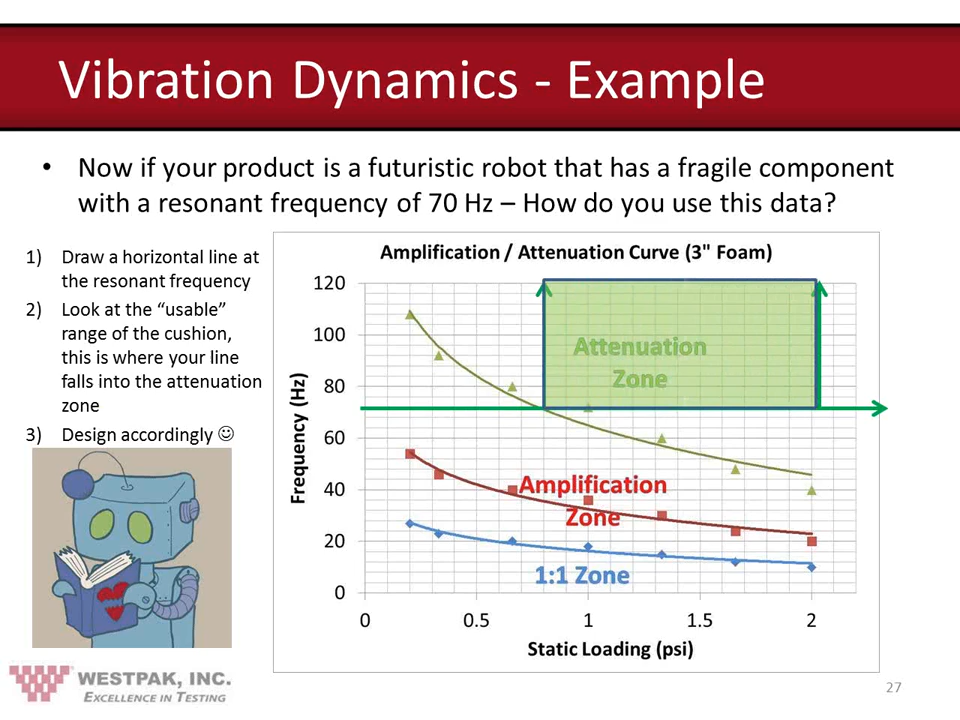 Vibration Dynamics - Example
• Now if your product is a futuristic robot that has a fragile component
with a resonant frequency of 70 Hz – How do you use this data?
1) Draw a horizontal line at
the resonant frequency
2) Look at the “usable”
range of the cushion,
this is where your line
falls into the attenuation
zone
3) Design accordingly ☺
Amplification / Attenuation Curve (3" Foam)
Frequency (Hz)
120
100
80
60
40
20
0
Attenuation
Zone
Amplification
Zone
1:1 Zone
0 0.5 1 1.5 2
Static Loading (psi)
WESTPAK, INC.
EXCELLENCE IN TESTING
27